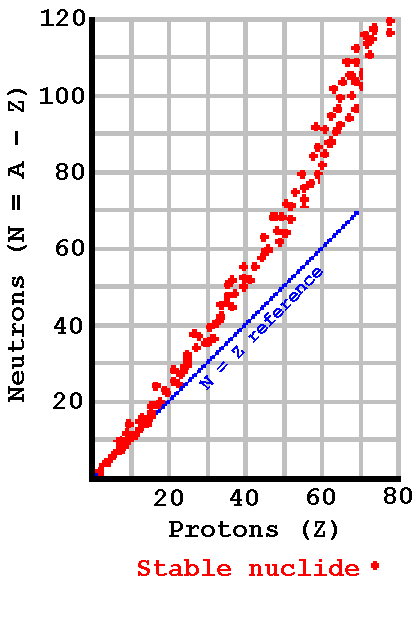 120
100
80
60
40
20
Neutrons (N = A - Z)
N = Z reference
20 40 60 80
Protons (Z)
Stable nuclide